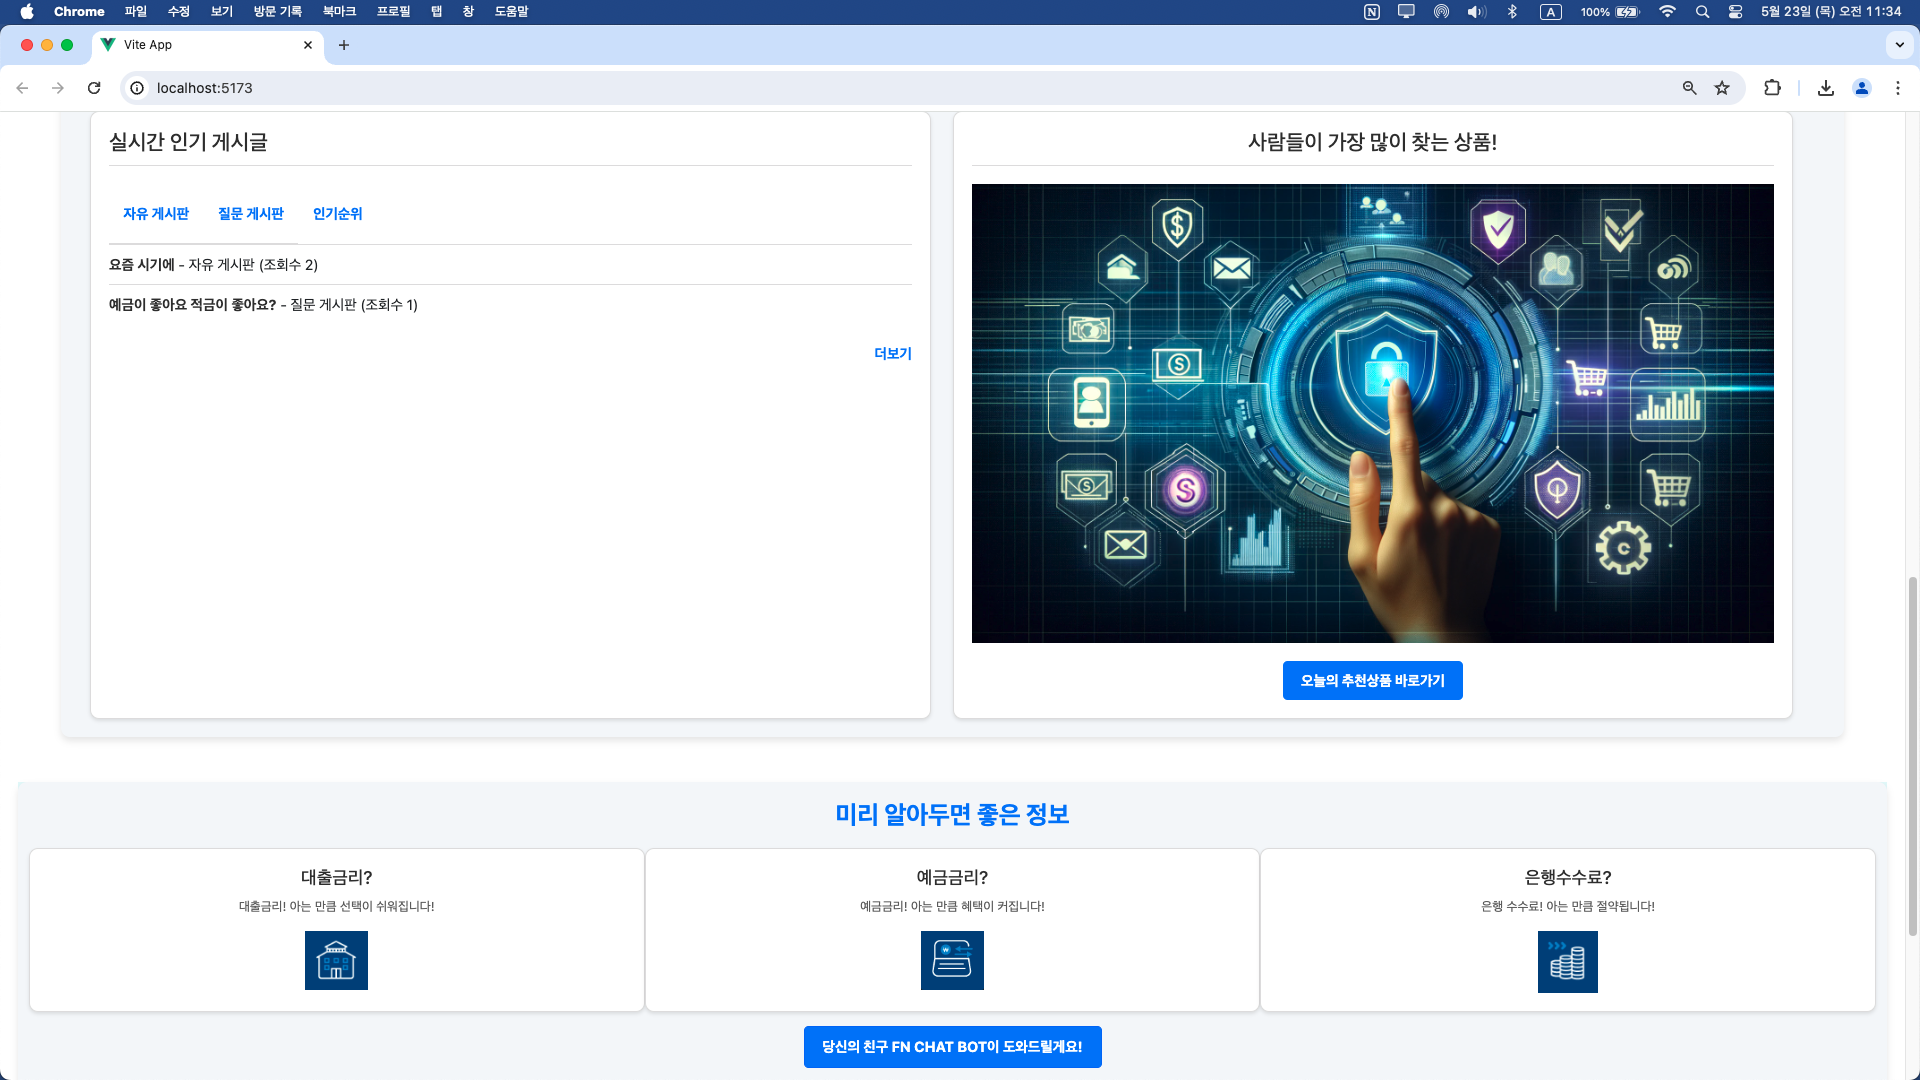 Chrome 파일 수정 보기 방문 기록 북마크 프로필 탭 창 도움말 N A 100% 5월 23일 (목) 오전 11:34
Vite App
localhost:5173
실시간 인기 게시글
자유 게시판 질문 게시판 인기순위
요즘 시기에 - 자유 게시판 (조회수 2)
예금이 좋아요 적금이 좋아요? - 질문 게시판 (조회수 1)
더보기
사람들이 가장 많이 찾는 상품!
오늘의 추천상품 바로가기
미리 알아두면 좋은 정보
대출금리?
대출금리! 아는 만큼 선택이 쉬워집니다!
예금금리?
예금금리! 아는 만큼 혜택이 커집니다!
은행수수료?
은행 수수료! 아는 만큼 절약됩니다!
당신의 친구 FN CHAT BOT이 도와드릴게요!